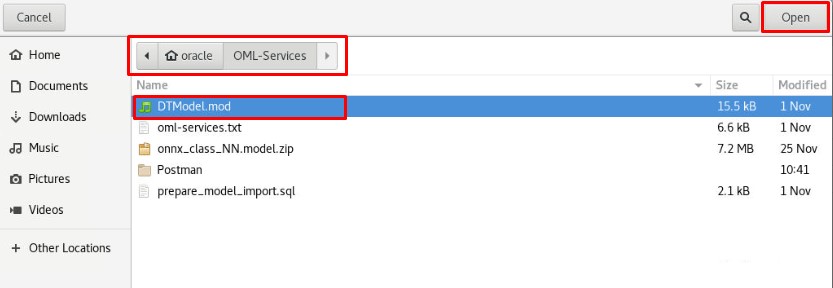 Cancel
Open
Home
Documents
Downloads
Music
Pictures
Videos
Other Locations
oracle OML-Services
Name Size Modified
DTModel.mod 15.5 kB 1 Nov
oml-services.txt 6.6 kB 1 Nov
onnx_class_NN.model.zip 7.2 MB 25 Nov
Postman 10:41
prepare_model_import.sql 2.1 kB 1 Nov